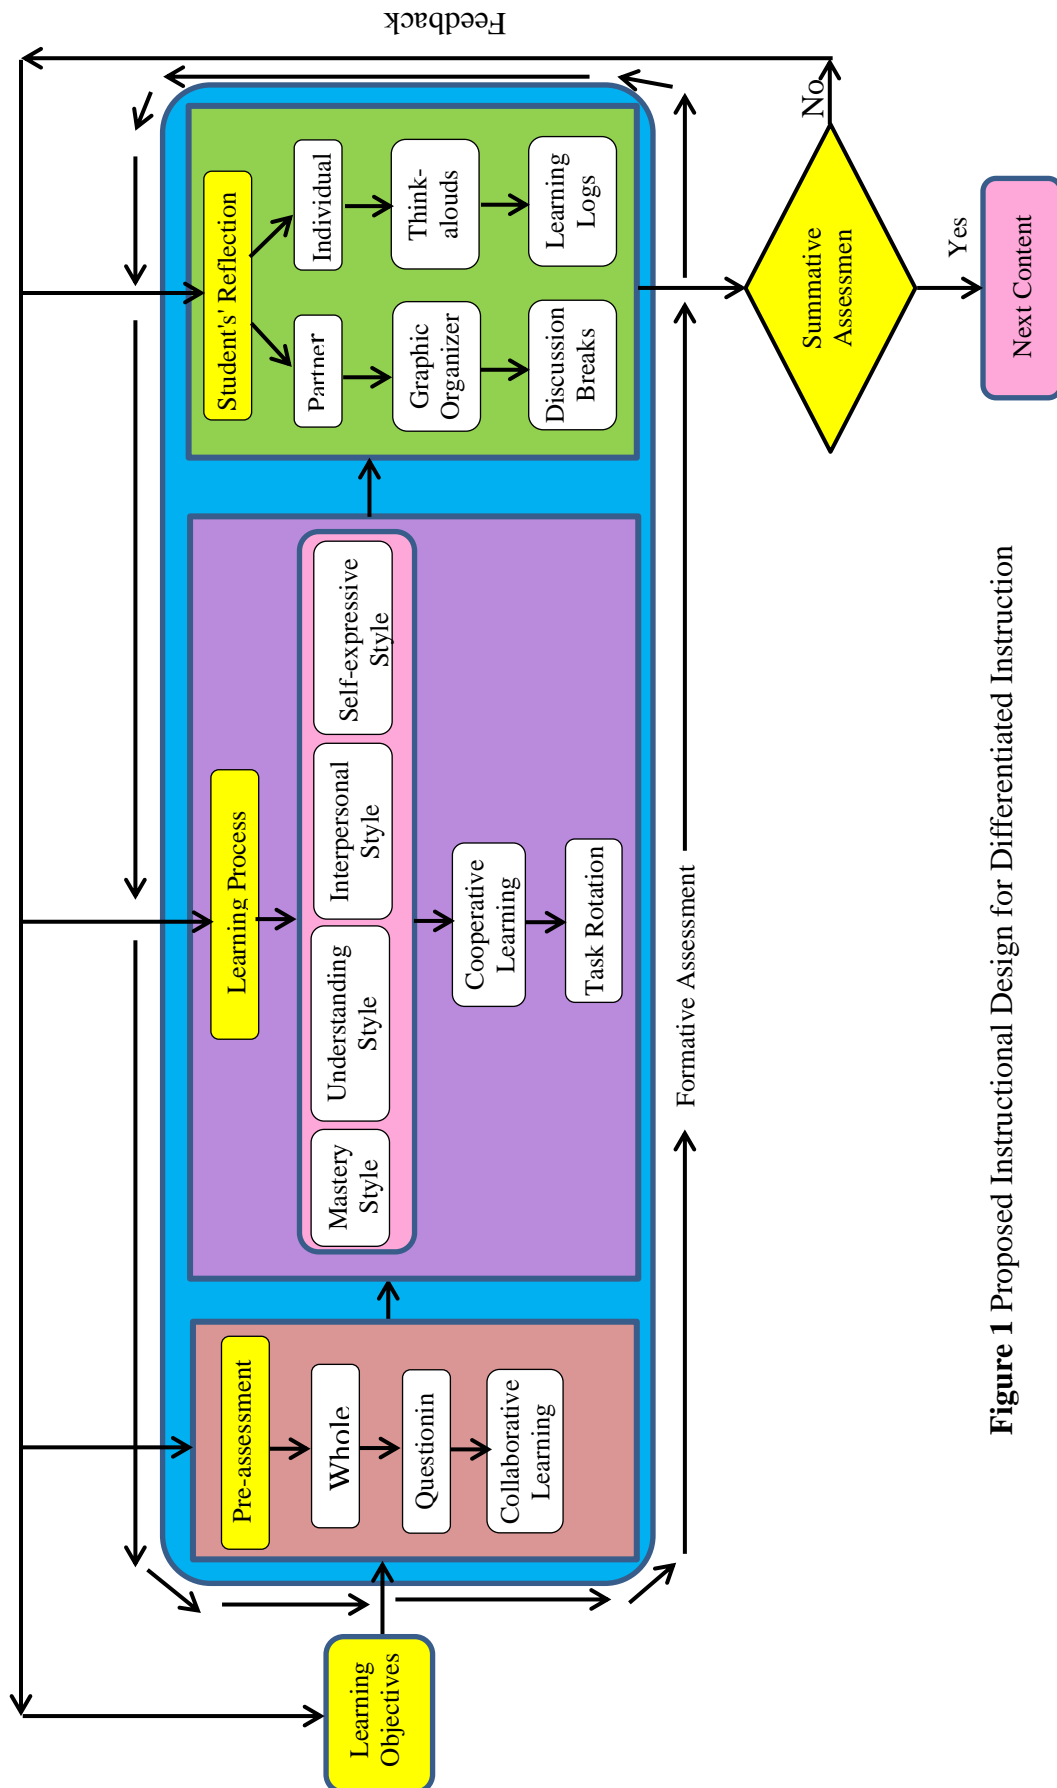 Learning
Objectives
Pre-assessment
Whole
Questionin
Collaborative
Learning
Learning Process
Mastery
Style
Understanding
Style
Interpersonal
Style
Self-expressive
Style
Cooperative
Learning
Task Rotation
Student's' Reflection
Partner
Graphic
Organizer
Discussion
Breaks
Individual
Think-
alouds
Learning
Logs
Formative Assessment
Summative
Assessmen
No
Feedback
Yes
Next Content
Figure 1 Proposed Instructional Design for Differentiated Instruction